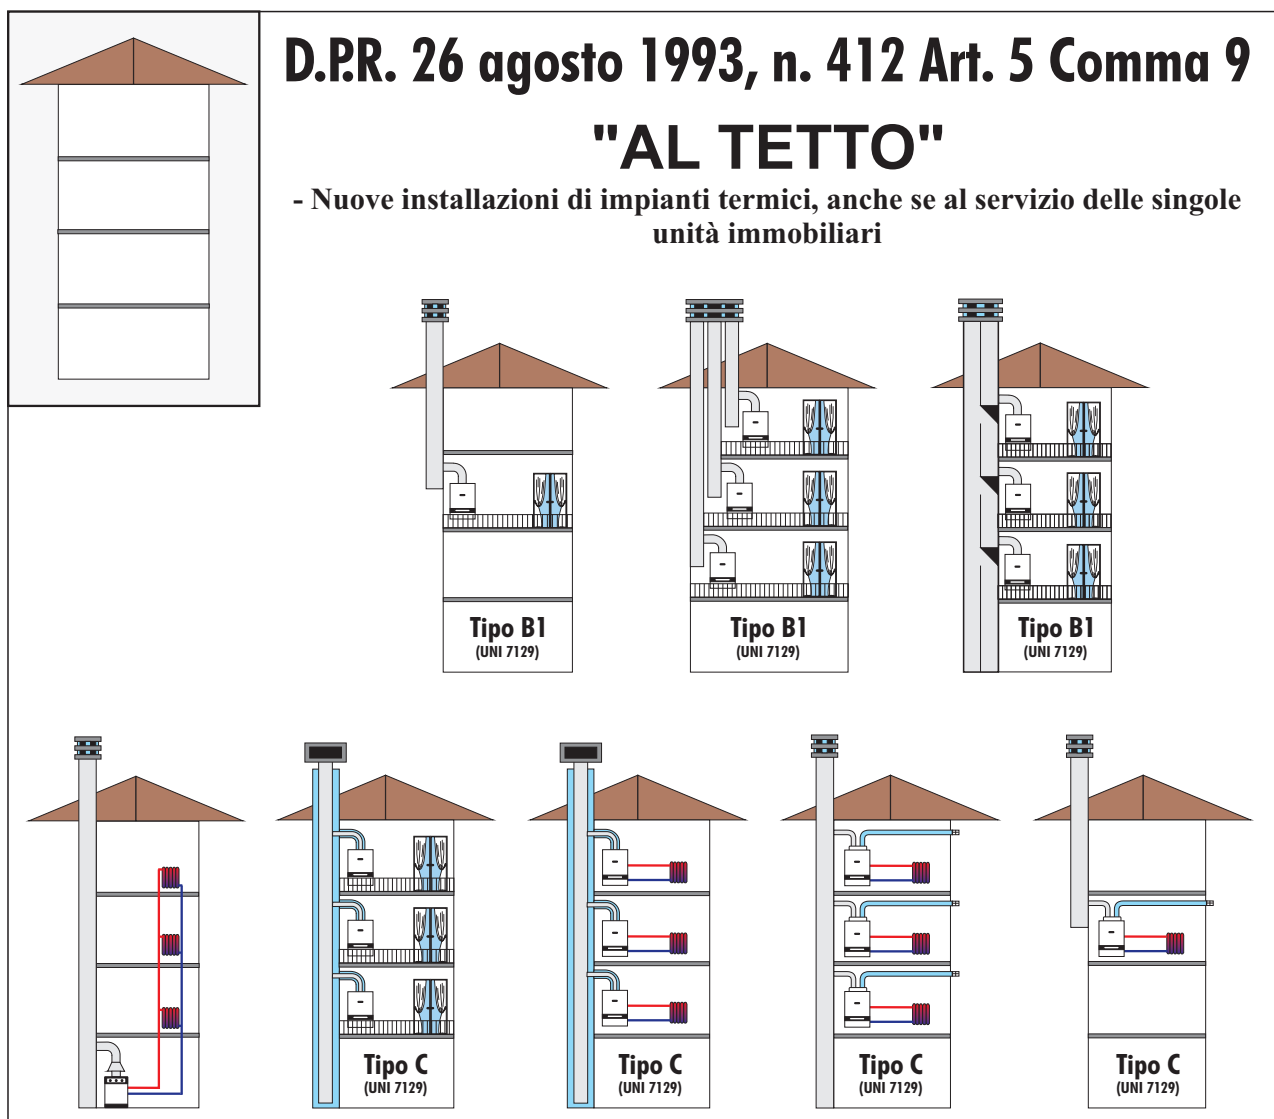 D.P.R. 26 agosto 1993, n. 412 Art. 5 Comma 9
"AL TETTO"
- Nuove installazioni di impianti termici, anche se al servizio delle singole
unità immobiliari
Tipo B1
(UNI 7129)
Tipo B1
(UNI 7129)
Tipo B1
(UNI 7129)
Tipo C
(UNI 7129)
Tipo C
(UNI 7129)
Tipo C
(UNI 7129)
Tipo C
(UNI 7129)